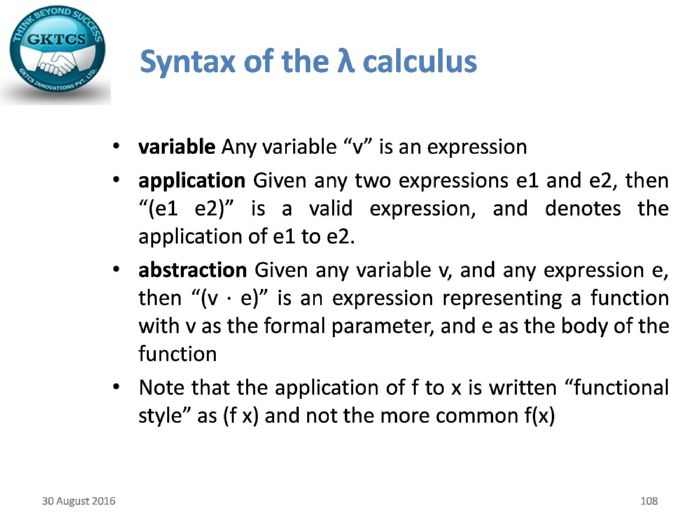 THINK BEYOND SUCCESS
GKTCS
GKTCS INNOVATIONS PVT. LTD.
Syntax of the λ calculus
• variable Any variable “v” is an expression
• application Given any two expressions e1 and e2, then
“(e1 e2)” is a valid expression, and denotes the
application of e1 to e2.
• abstraction Given any variable v, and any expression e,
then “(v · e)” is an expression representing a function
with v as the formal parameter, and e as the body of the
function
• Note that the application of f to x is written “functional
style” as (f x) and not the more common f(x)
30 August 2016
108